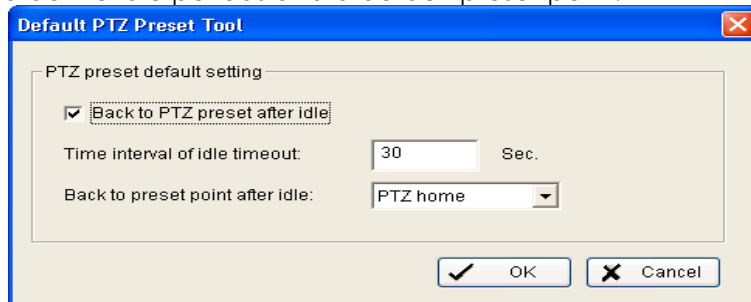 Default PTZ Preset Tool
PTZ preset default setting
Back to PTZ preset after idle
Time interval of idle timeout: 30 Sec.
Back to preset point after idle: PTZ home
OK Cancel